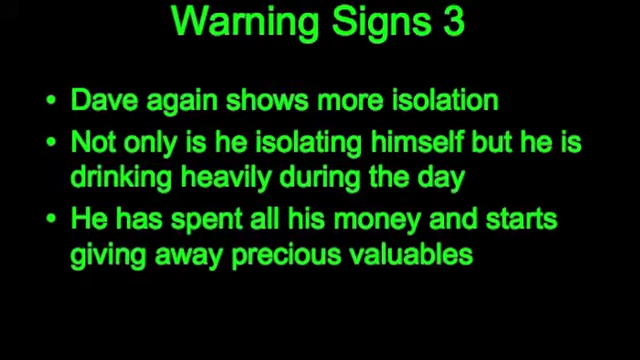 Warning Signs 3
• Dave again shows more isolation
• Not only is he isolating himself but he is
drinking heavily during the day
• He has spent all his money and starts
giving away precious valuables